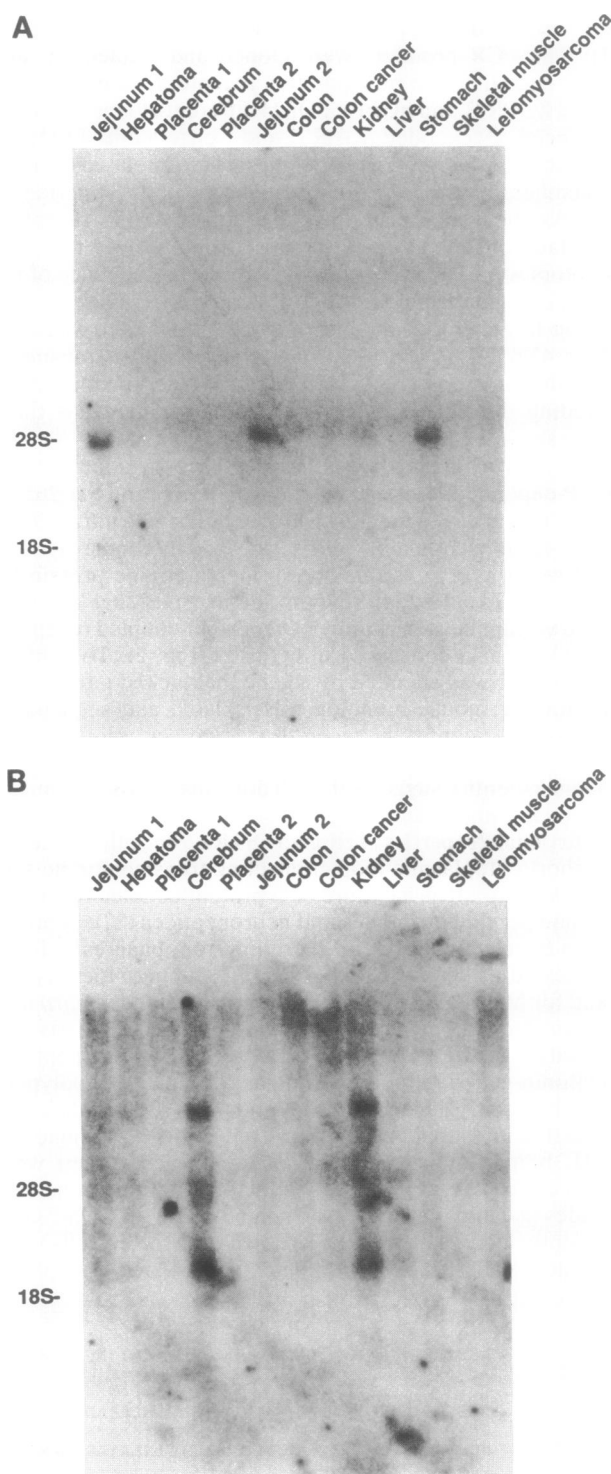 A
Jejunum 1
Hepatoma
Placenta 1
Cerebrum
Placenta 2
Jejunum 2
Colon
Colon cancer
Kidney
Liver
Stomach
Skeletal muscle
Leiomyosarcoma
28S-
18S-
B
Jejunum 1
Hepatoma
Placenta 1
Cerebrum
Placenta 2
Jejunum 2
Colon
Colon cancer
Kidney
Liver
Stomach
Skeletal muscle
Leiomyosarcoma
28S-
18S-